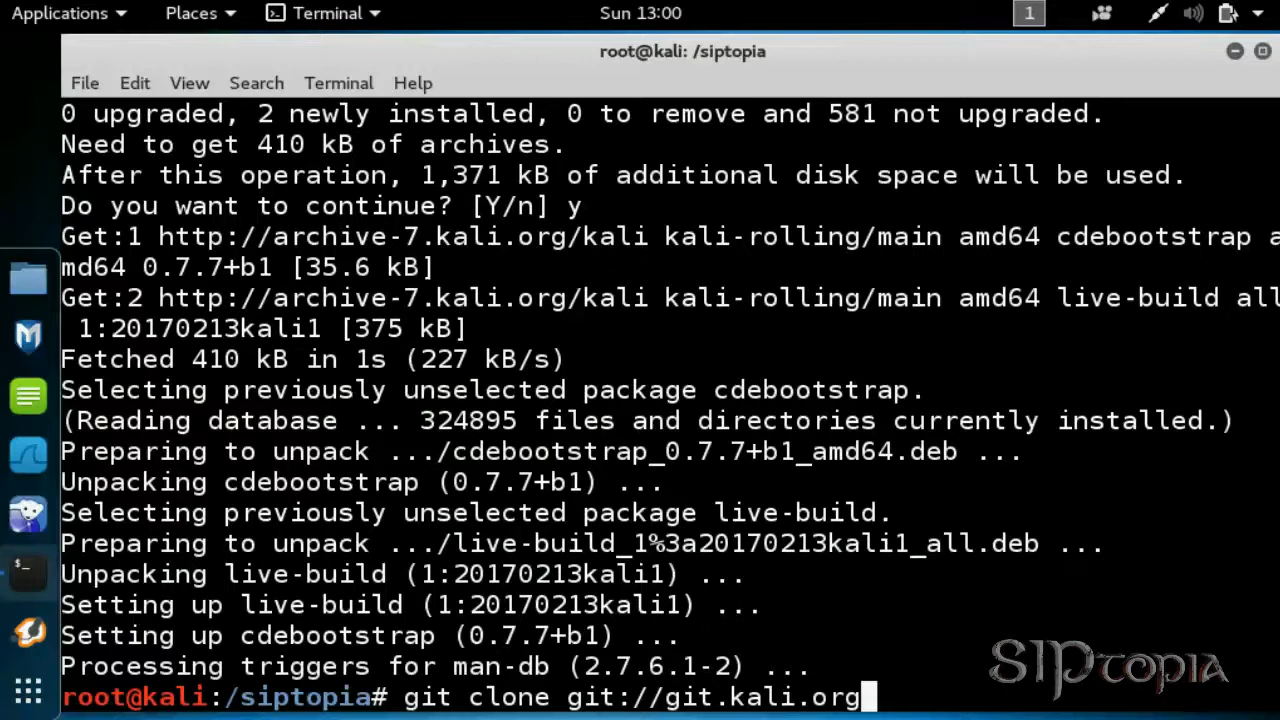 Applications Places Terminal Sun 13:00 1
root@kali: /siptopia
File Edit View Search Terminal Help
0 upgraded, 2 newly installed, 0 to remove and 581 not upgraded.
Need to get 410 kB of archives.
After this operation, 1,371 kB of additional disk space will be used.
Do you want to continue? [Y/n] y
Get:1 http://archive-7.kali.org/kali kali-rolling/main amd64 cdebootstrap a
md64 0.7.7+b1 [35.6 kB]
Get:2 http://archive-7.kali.org/kali kali-rolling/main amd64 live-build all
1:20170213kali1 [375 kB]
Fetched 410 kB in 1s (227 kB/s)
Selecting previously unselected package cdebootstrap.
(Reading database ... 324895 files and directories currently installed.)
Preparing to unpack .../cdebootstrap_0.7.7+b1_amd64.deb ...
Unpacking cdebootstrap (0.7.7+b1) ...
Selecting previously unselected package live-build.
Preparing to unpack .../live-build_1%3a20170213kali1_all.deb ...
Unpacking live-build (1:20170213kali1) ...
Setting up live-build (1:20170213kali1) ...
Setting up cdebootstrap (0.7.7+b1) ...
Processing triggers for man-db (2.7.6.1-2) ...
root@kali:/siptopia# git clone git://git.kali.org
SIPtopia